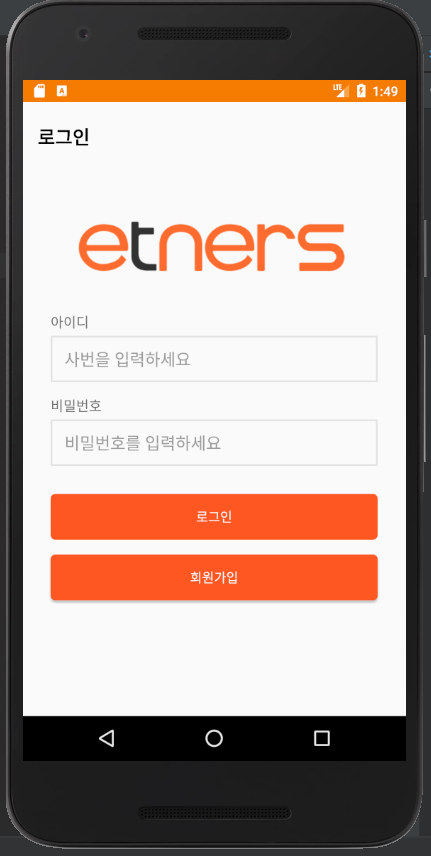 LTE 1:49
로그인
etners
아이디
사번을 입력하세요
비밀번호
비밀번호를 입력하세요
로그인
회원가입